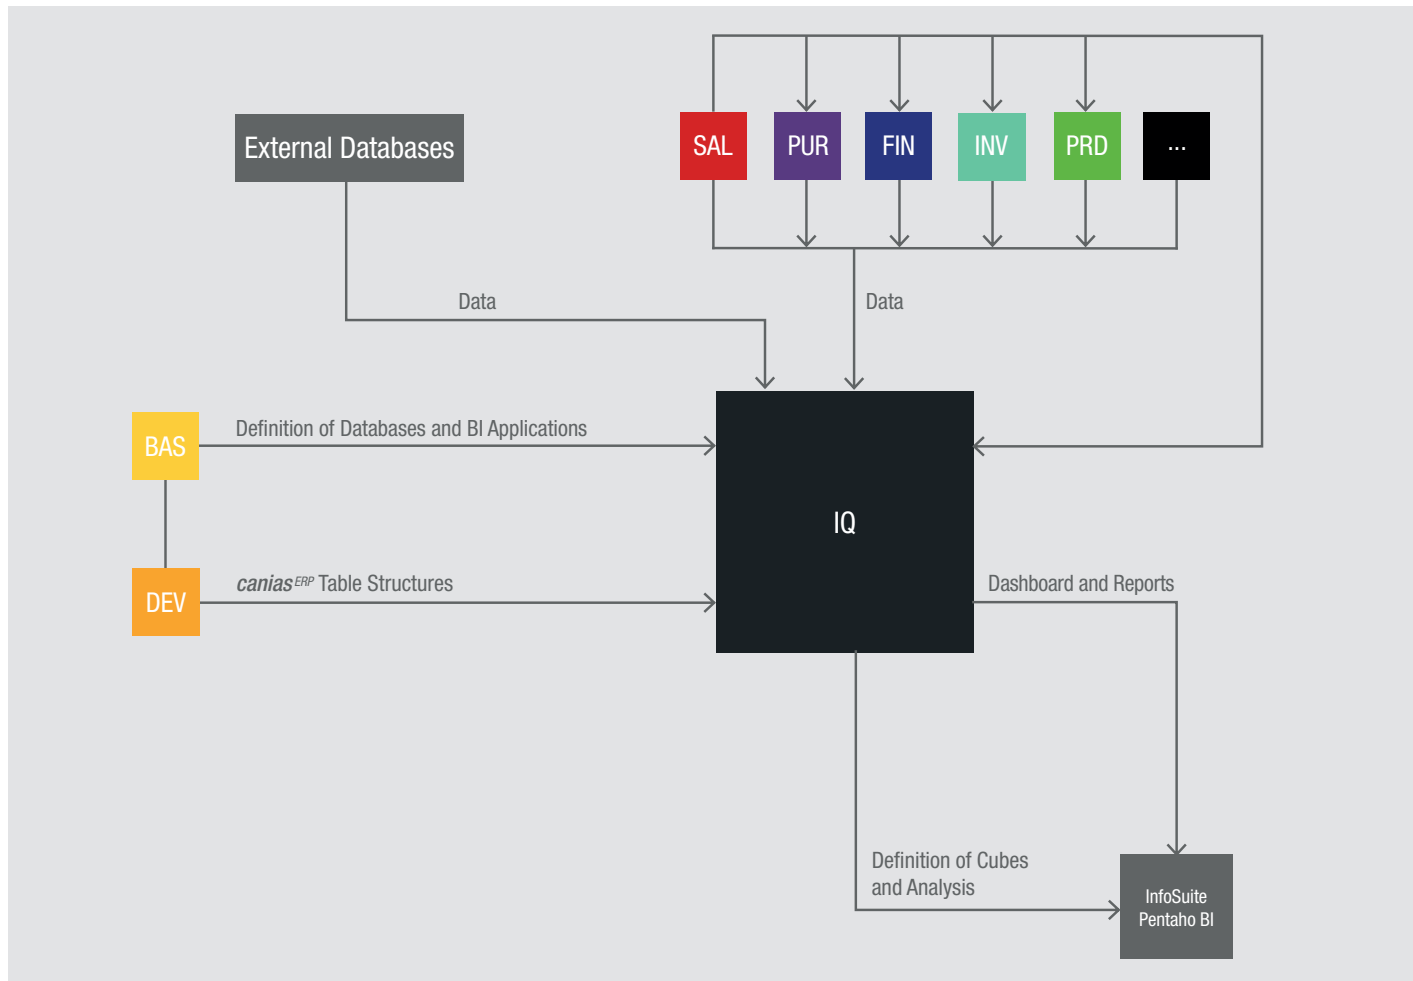 External Databases
SAL
PUR
FIN
INV
PRD
...
Data
Data
BAS
Definition of Databases and BI Applications
IQ
DEV
canias ERP Table Structures
Dashboard and Reports
Definition of Cubes
and Analysis
InfoSuite
Pentaho BI